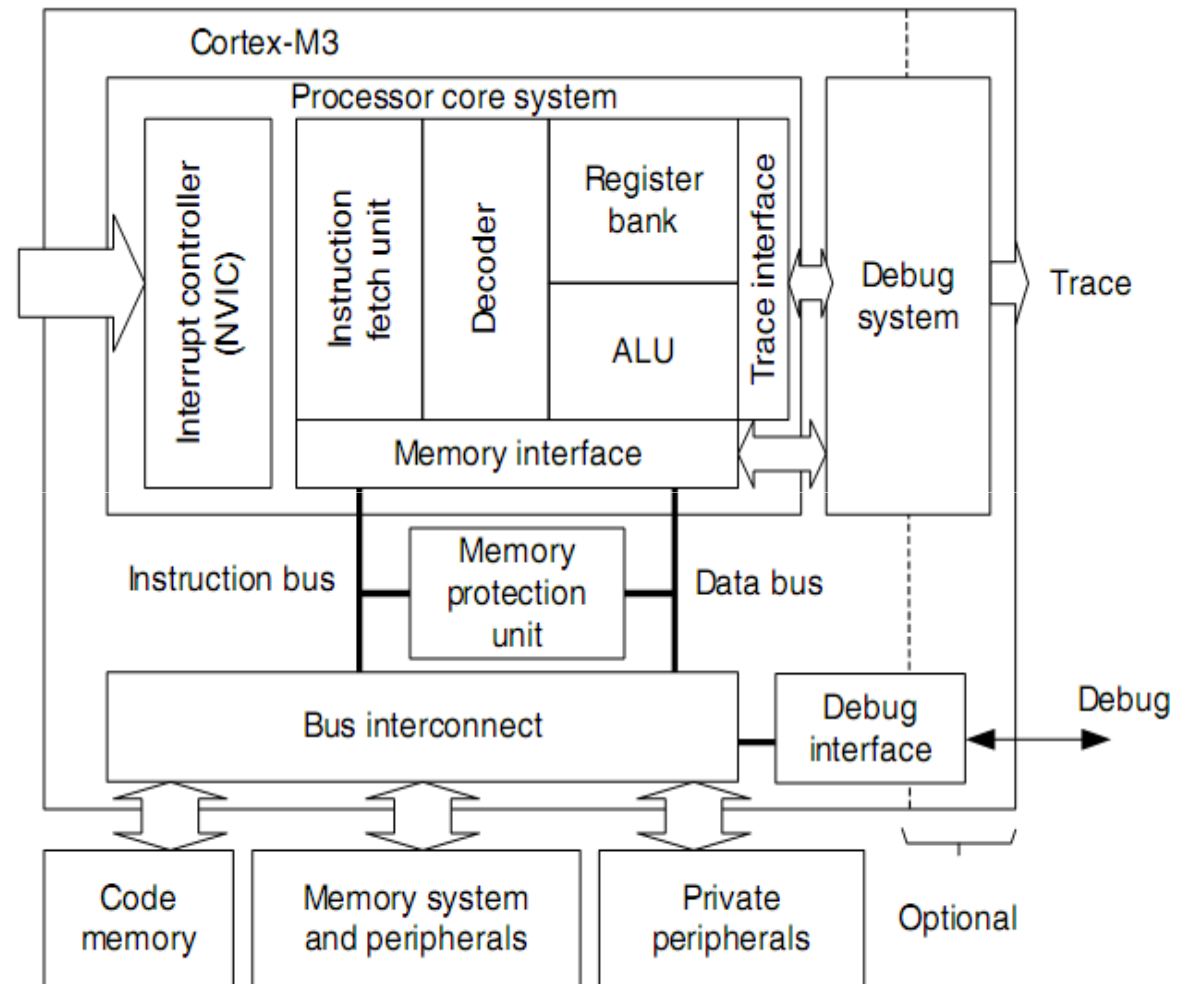 Cortex-M3
Processor core system
Interrupt controller
(NVIC)
Instruction
fetch unit
Decoder
Register
bank
ALU
Trace interface
Memory interface
Debug
system
Trace
Instruction bus
Memory
protection
unit
Data bus
Bus interconnect
Debug
interface
Debug
Code
memory
Memory system
and peripherals
Private
peripherals
Optional